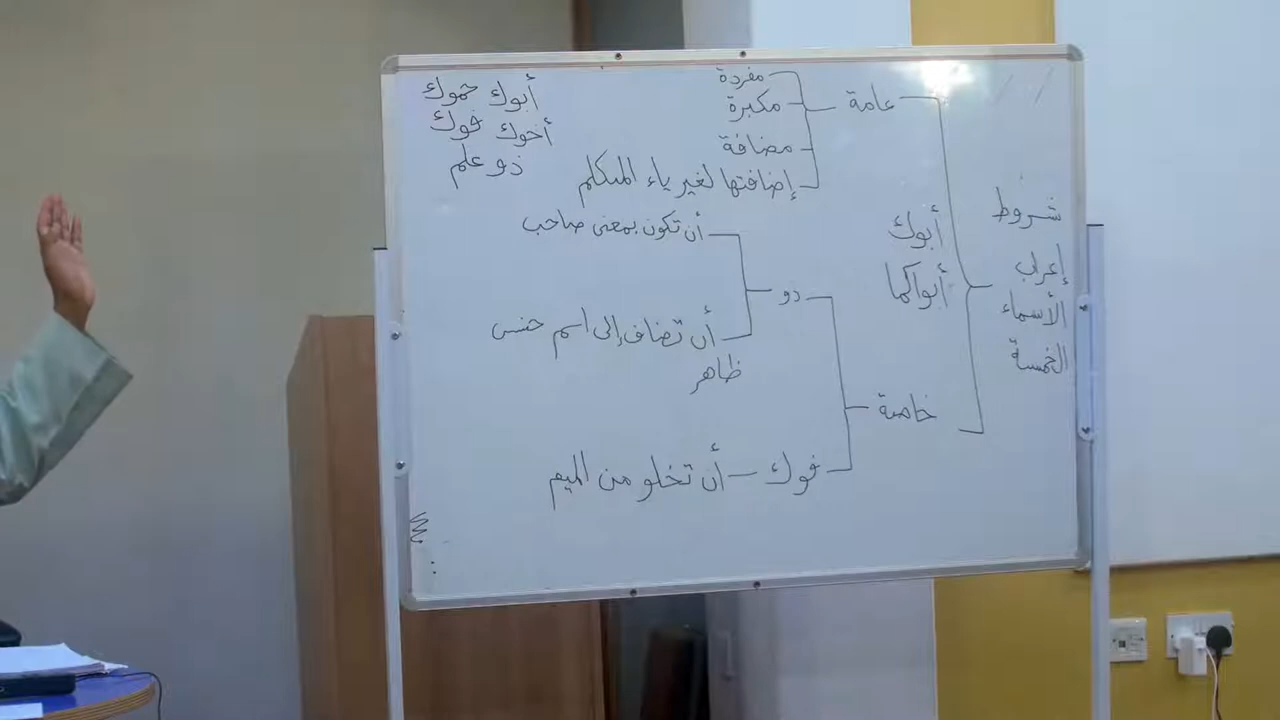 شروط
إعراب
الأسماء
الخمسة
عامة
مفردة
مكبرة
مضافة
إضافتها لغير ياء المتكلم
أبوك
أبواكما
خاصة
ذو
أن تكون بمعنى صاحب
أن تضاف إلى اسم جنس
ظاهر
فوك – أن تخلو من الميم
أبوك حموك
أخوك فوك
ذو علم